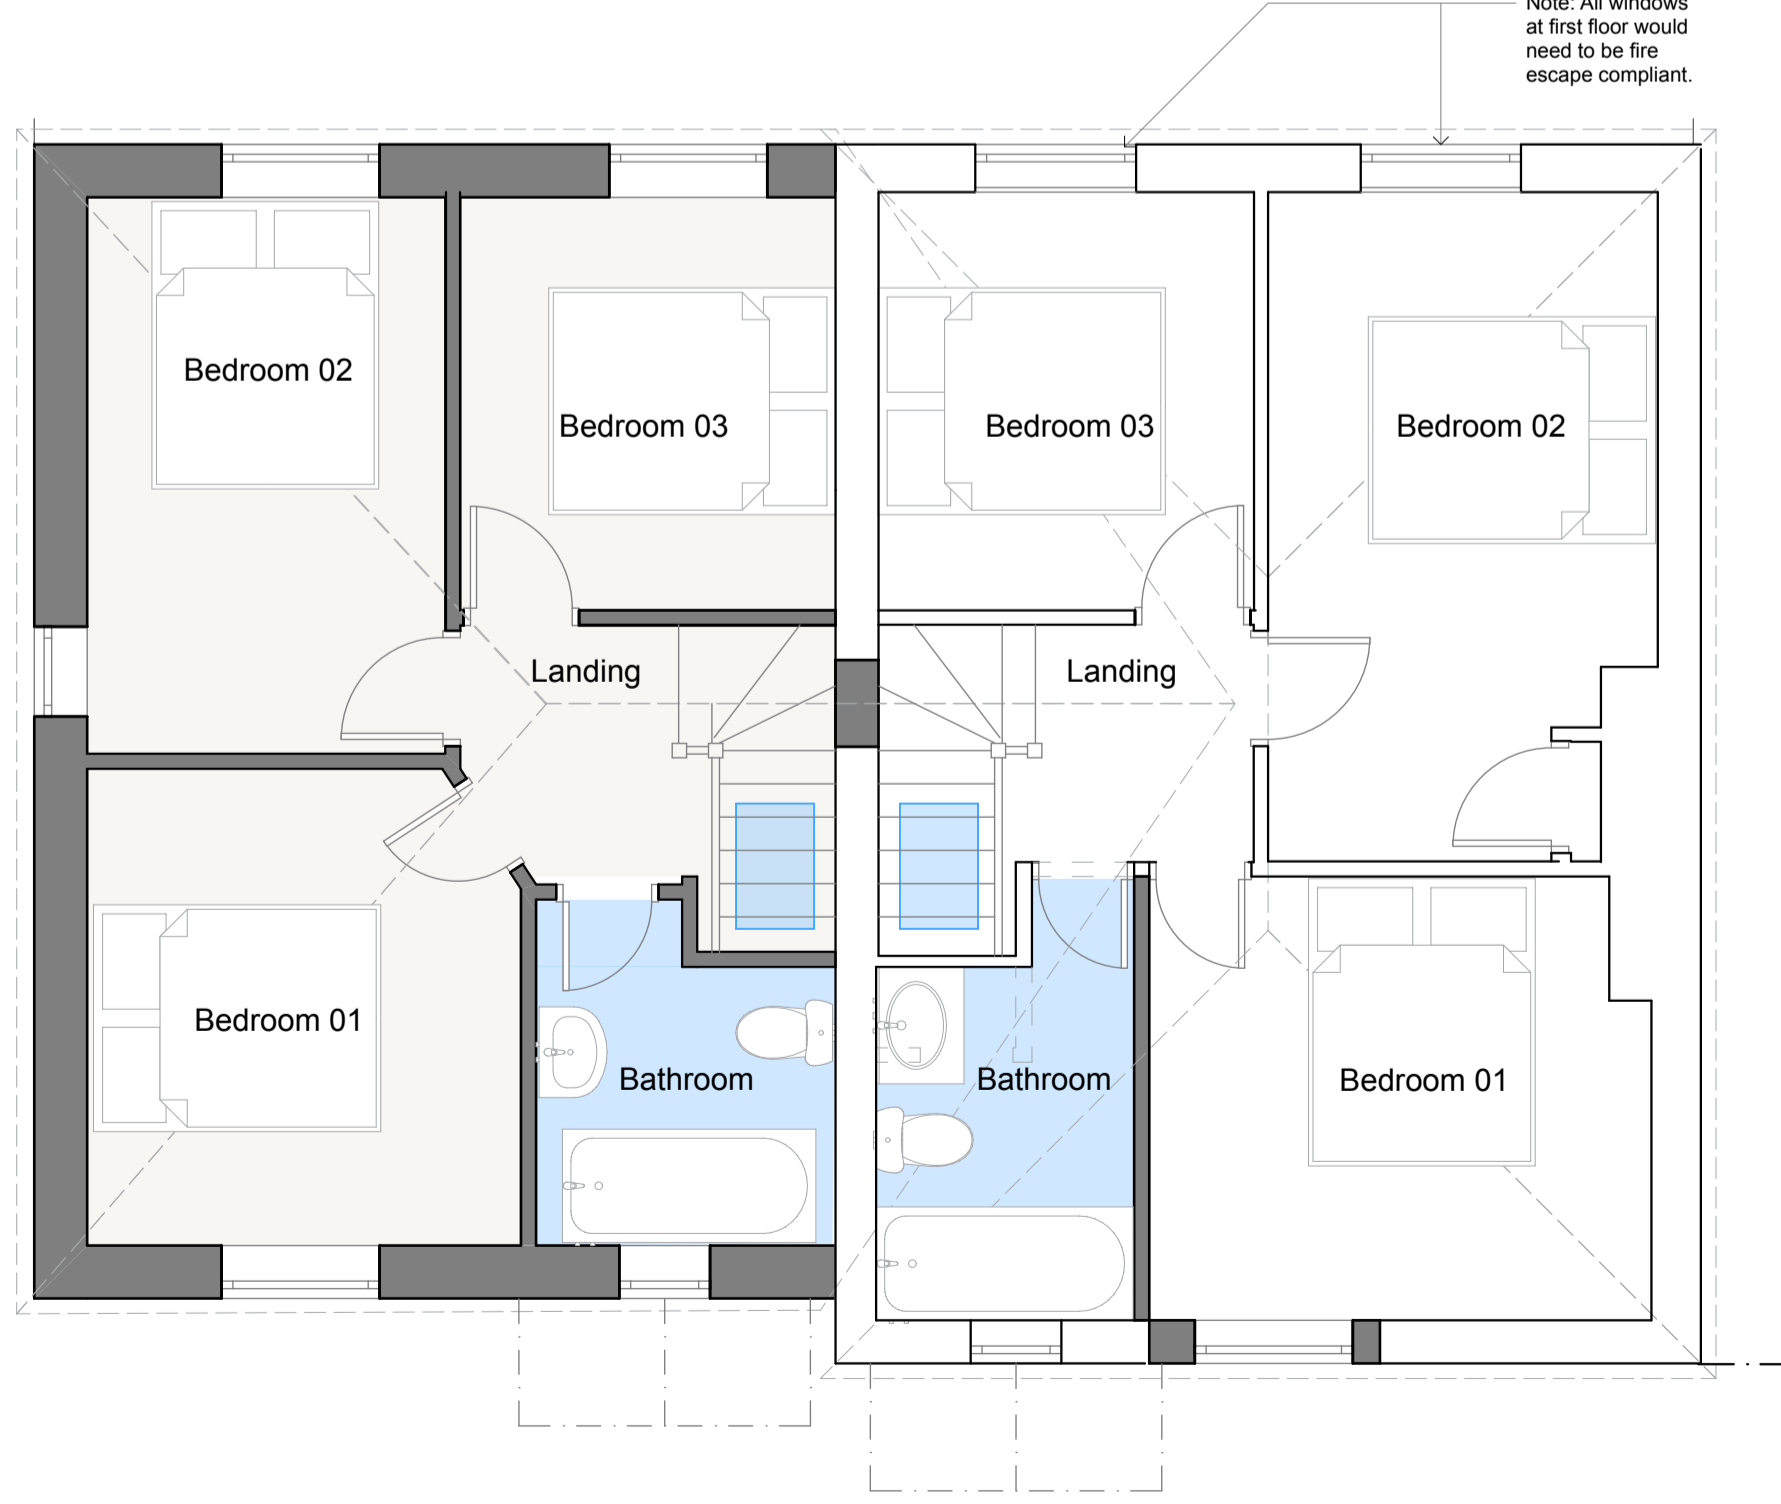 Note: All windows
at first floor would
need to be fire
escape compliant.
Bedroom 02
Bedroom 03
Bedroom 03
Bedroom 02
Landing
Landing
Bedroom 01
Bathroom
Bathroom
Bedroom 01